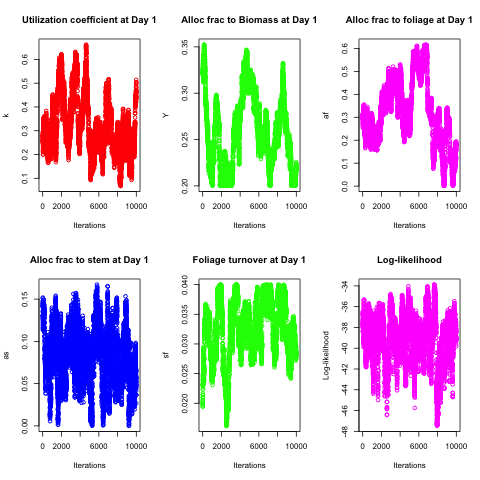 Utilization coefficient at Day 1
k
0.1 0.2 0.3 0.4 0.5 0.6
0 2000 6000 10000
Iterations
Alloc frac to Biomass at Day 1
Y
0.20 0.25 0.30 0.35
0 2000 6000 10000
Iterations
Alloc frac to foliage at Day 1
af
0.0 0.1 0.2 0.3 0.4 0.5 0.6
0 2000 6000 10000
Iterations
Alloc frac to stem at Day 1
as
0.00 0.05 0.10 0.15
0 2000 6000 10000
Iterations
Foliage turnover at Day 1
sf
0.020 0.025 0.030 0.035 0.040
0 2000 6000 10000
Iterations
Log-likelihood
Log-likelihood
-48 -46 -44 -42 -40 -38 -36 -34
0 2000 6000 10000
Iterations